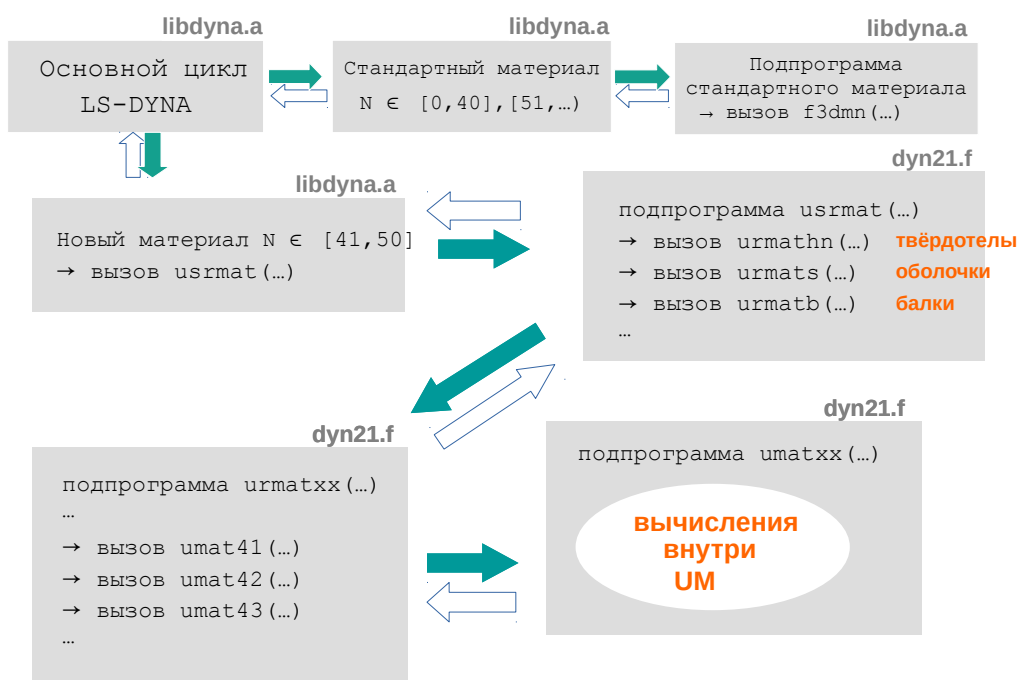 libdyna.a
Основной цикл
LS-DYNA
libdyna.a
Стандартный материал
N ∈ [0,40],[51,…)
libdyna.a
Подпрограмма
стандартного материала
→ вызов f3dmn(…)
libdyna.a
Новый материал N ∈ [41,50]
→ вызов usrmat(…)
dyn21.f
подпрограмма usrmat(…)
→ вызов urmathn(…) твёрдотелы
→ вызов urmats(…) оболочки
→ вызов urmatb(…) балки
…
dyn21.f
подпрограмма urmatxx(…)
…
→ вызов umat41(…)
→ вызов umat42(…)
→ вызов umat43(…)
…
dyn21.f
подпрограмма umatxx(…)
вычисления
внутри
UM